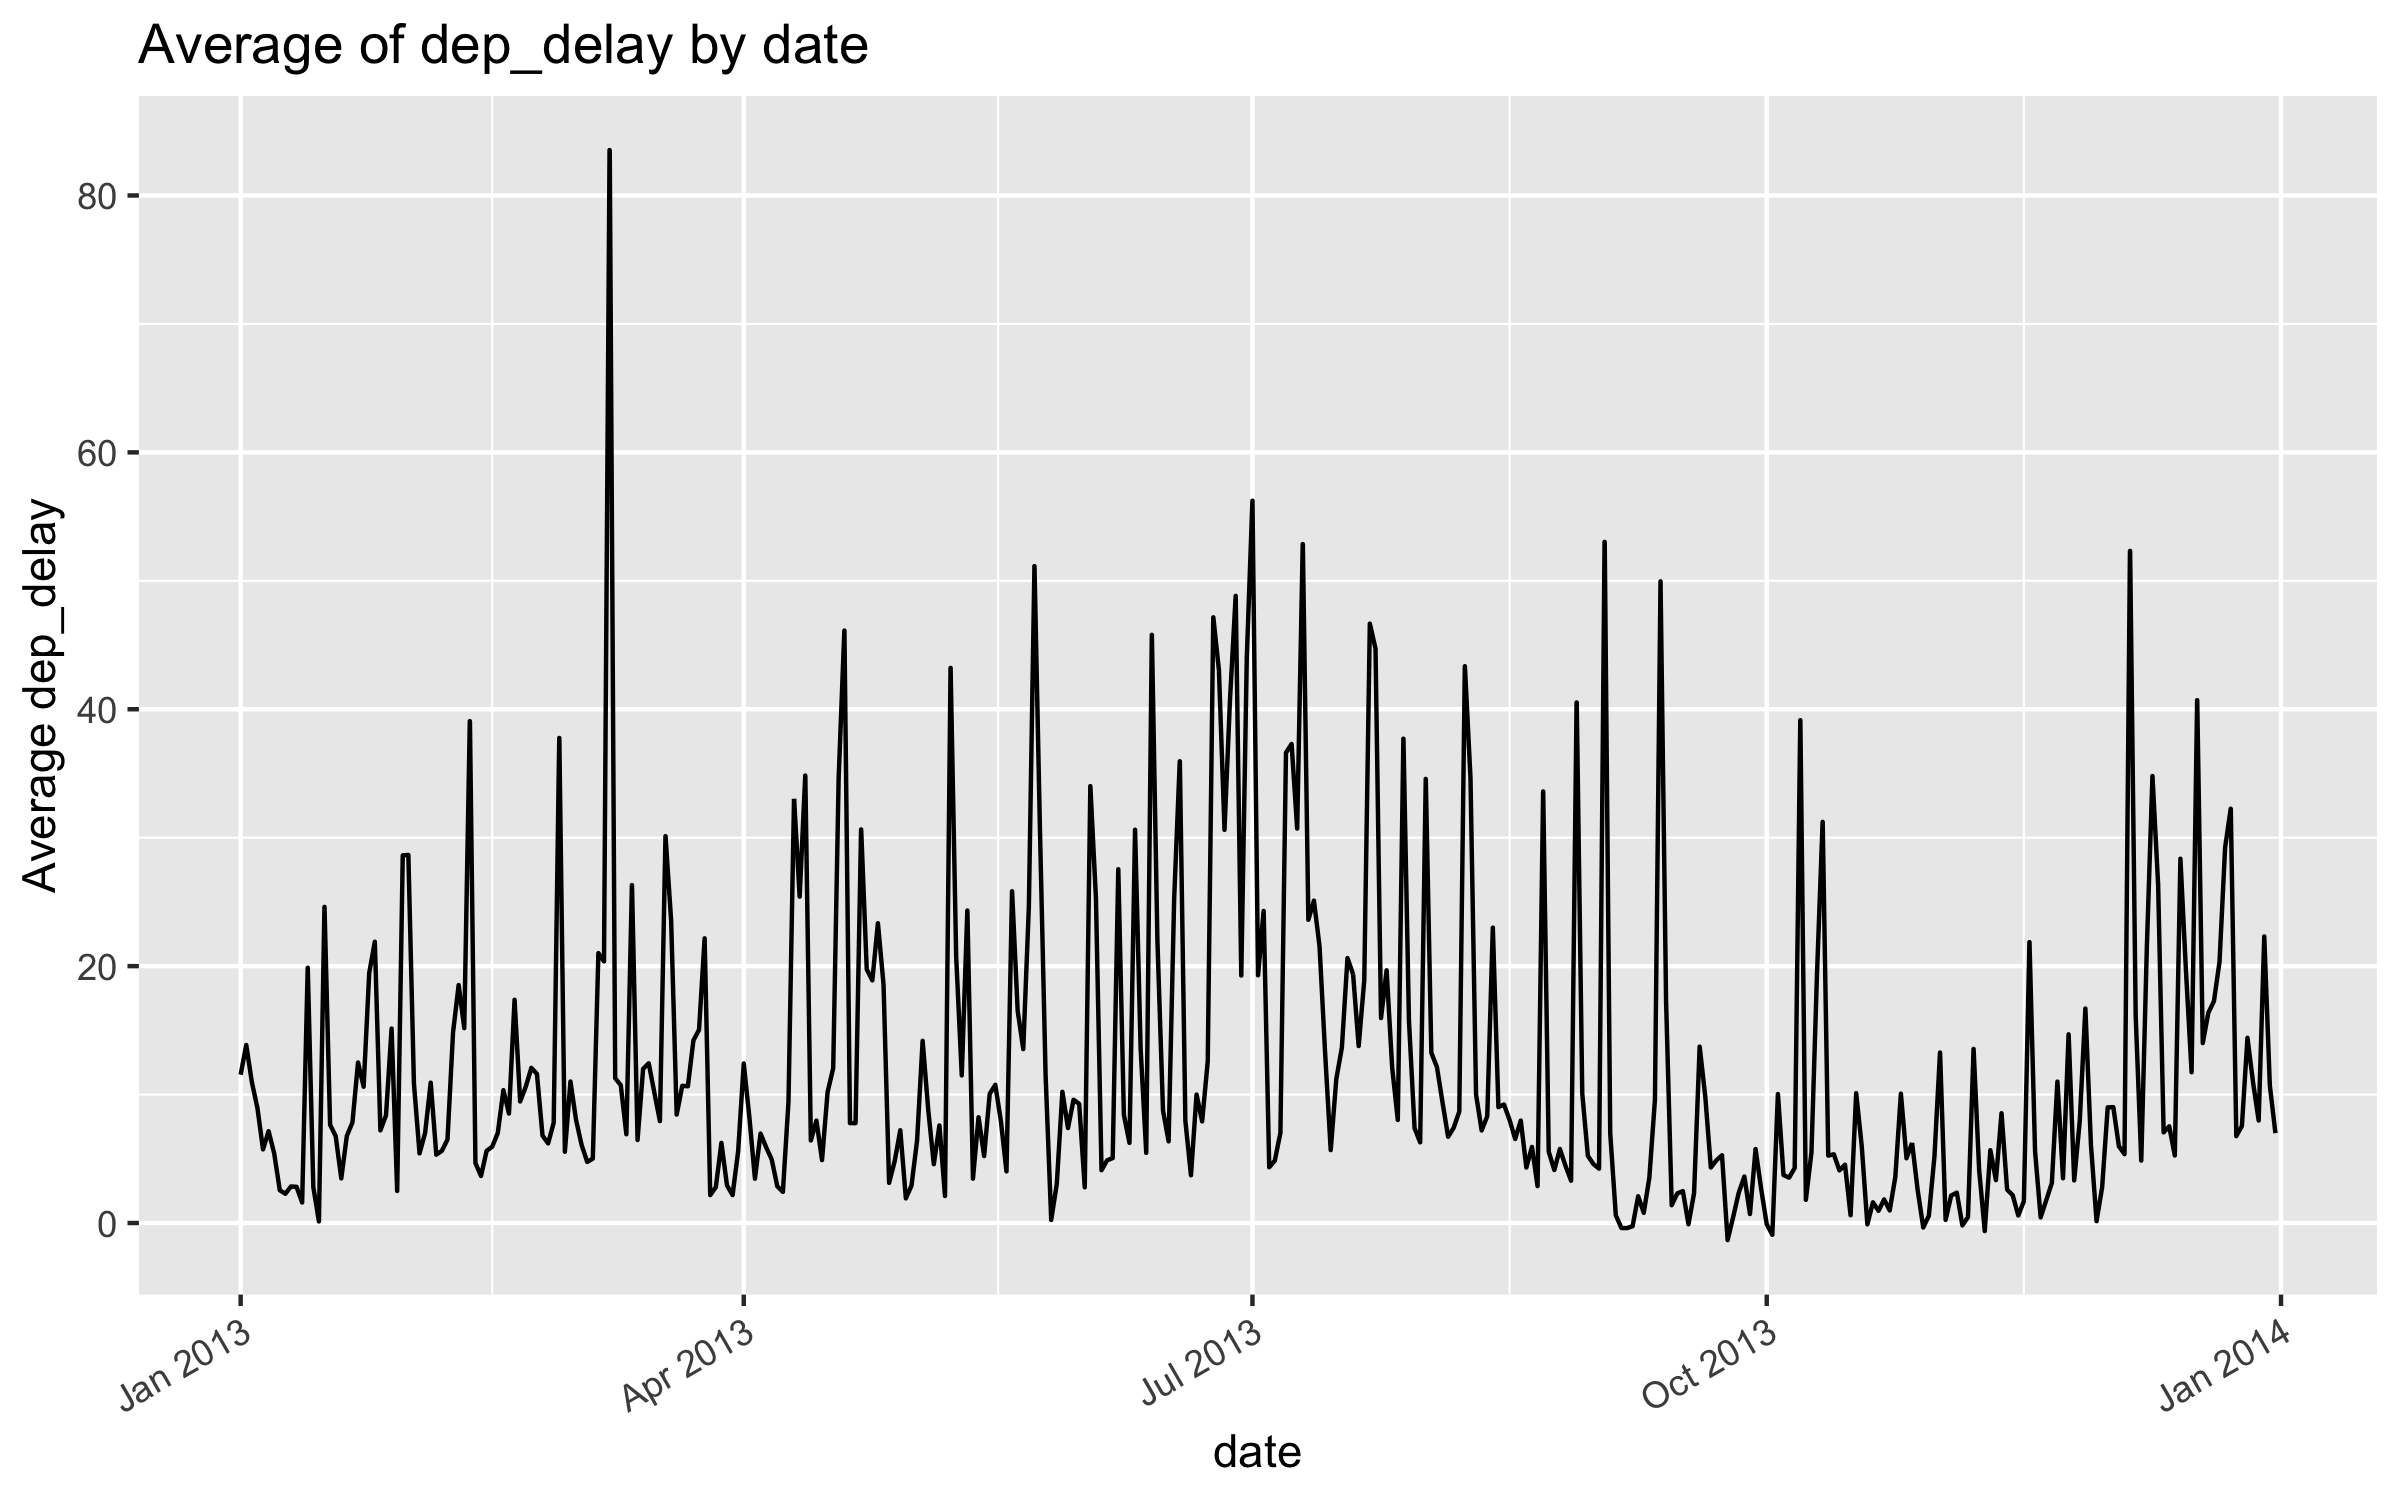 Average of dep_delay by date
Average dep_delay
80
60
40
20
0
Jan 2013
Apr 2013
Jul 2013
Oct 2013
Jan 2014
date